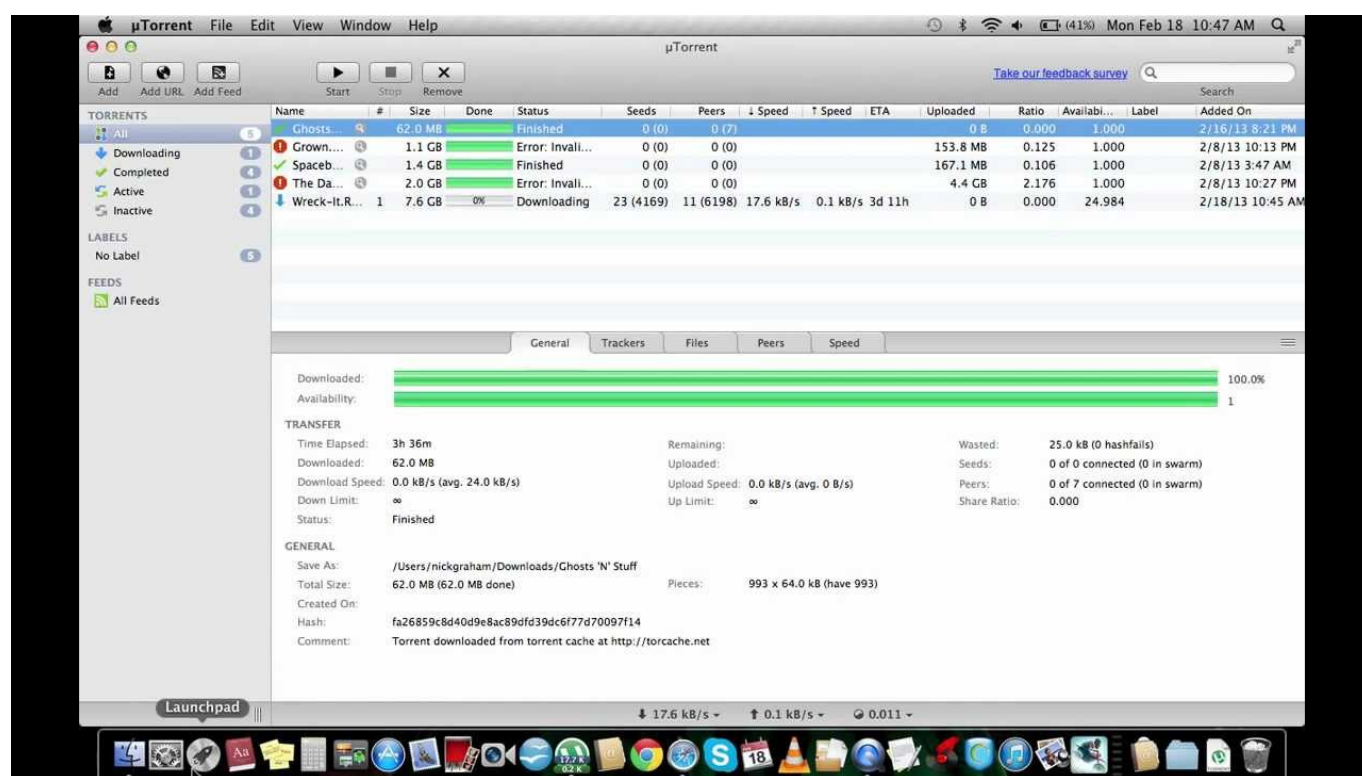 µTorrent File Edit View Window Help (41%) Mon Feb 18 10:47 AM
µTorrent
Take our feedback survey
Add Add URL Add Feed Start Stop Remove Search
TORRENTS
All 5
Downloading 1
Completed 4
Active 1
Inactive 4
LABELS
No Label 5
FEEDS
All Feeds
Name # Size Done Status Seeds Peers ↓ Speed ↑ Speed ETA Uploaded Ratio Availabi... Label Added On
Ghosts... 62.0 MB Finished 0 (0) 0 (7) 0 B 0.000 1.000 2/16/13 8:21 PM
Grown.... 1.1 GB Error: Invali... 0 (0) 0 (0) 153.8 MB 0.125 1.000 2/8/13 10:13 PM
Spaceb... 1.4 GB Finished 0 (0) 0 (0) 167.1 MB 0.106 1.000 2/8/13 3:47 AM
The Da... 2.0 GB Error: Invali... 0 (0) 0 (0) 4.4 GB 2.176 1.000 2/8/13 10:27 PM
Wreck-It.R... 1 7.6 GB 0% Downloading 23 (4169) 11 (6198) 17.6 kB/s 0.1 kB/s 3d 11h 0 B 0.000 24.984 2/18/13 10:45 AM
General Trackers Files Peers Speed
Downloaded: 100.0%
Availability: 1
TRANSFER
Time Elapsed: 3h 36m Remaining: Wasted: 25.0 kB (0 hashfails)
Downloaded: 62.0 MB Uploaded: Seeds: 0 of 0 connected (0 in swarm)
Download Speed: 0.0 kB/s (avg. 24.0 kB/s) Upload Speed: 0.0 kB/s (avg. 0 B/s) Peers: 0 of 7 connected (0 in swarm)
Down Limit: ∞ Up Limit: ∞ Share Ratio: 0.000
Status: Finished
GENERAL
Save As: /Users/nickgraham/Downloads/Ghosts 'N' Stuff
Total Size: 62.0 MB (62.0 MB done) Pieces: 993 x 64.0 kB (have 993)
Created On:
Hash: fa26859c8d40d9e8ac89dfd39dc6f77d70097f14
Comment: Torrent downloaded from torrent cache at http://torcache.net
Launchpad
↓ 17.6 kB/s ↑ 0.1 kB/s 0.011
Aa 17.7 K 18
0.2 K